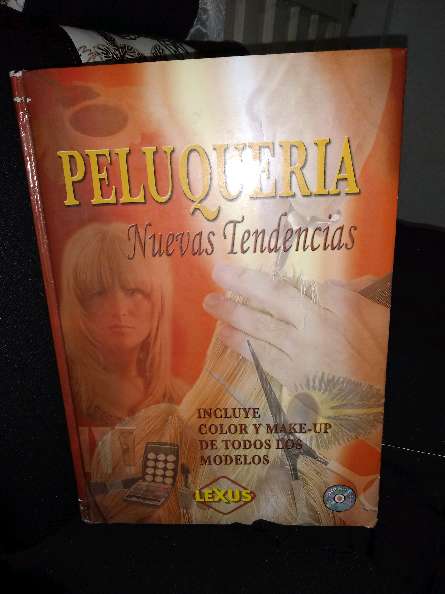 PELUQUERIA
Nuevas Tendencias
INCLUYE
COLOR Y MAKE-UP
DE TODOS LOS
MODELOS
LEXUS